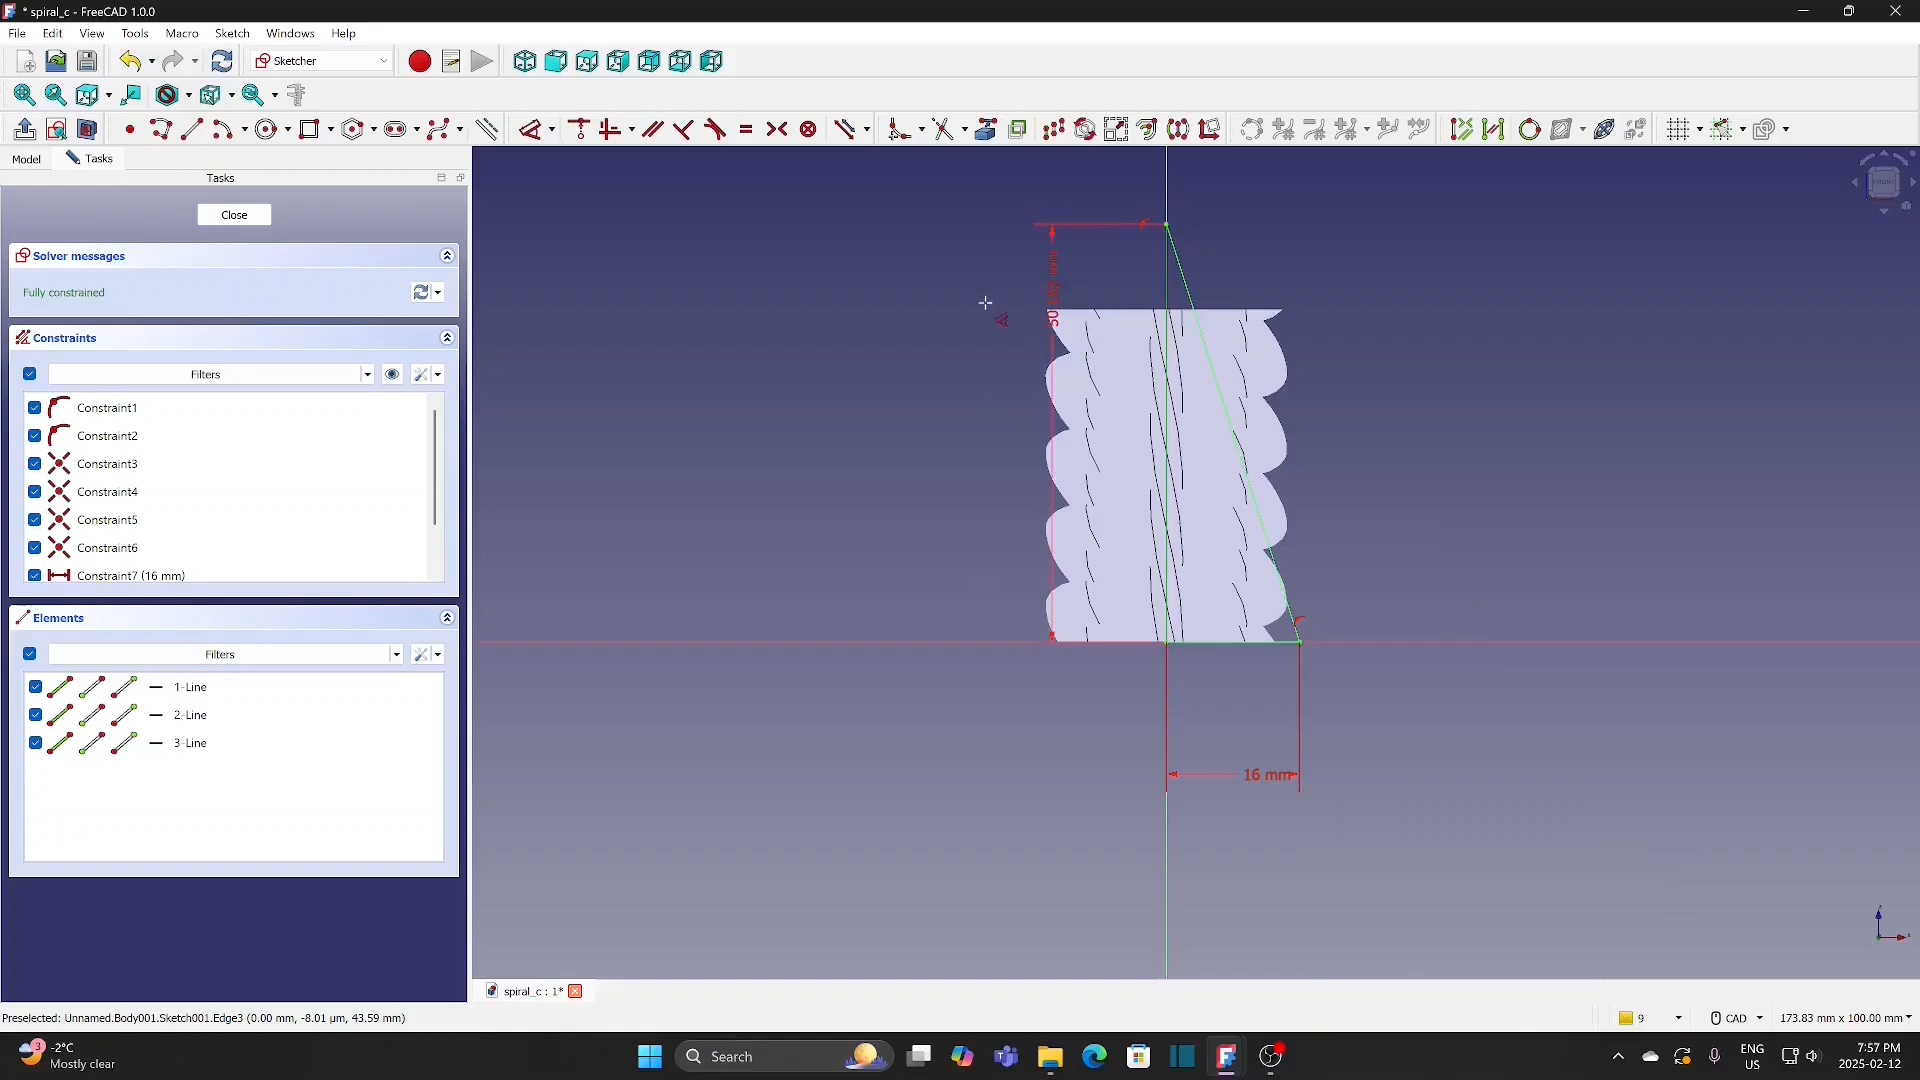 * spiral_c - FreeCAD 1.0.0
File Edit View Tools Macro Sketch Windows Help
Sketcher
Model Tasks
Tasks
Close
Solver messages
Fully constrained
Constraints
Filters
Constraint1
Constraint2
Constraint3
Constraint4
Constraint5
Constraint6
Constraint7 (16 mm)
Elements
Filters
1-Line
2-Line
3-Line
FRONT
16 mm
spiral_c : 1*
Preselected: Unnamed.Body001.Sketch001.Edge3 (0.00 mm, -8.01 µm, 43.59 mm)
9
CAD
173.83 mm x 100.00 mm
3
-2°C
Mostly clear
Search
ENG
US
7:57 PM
2025-02-12